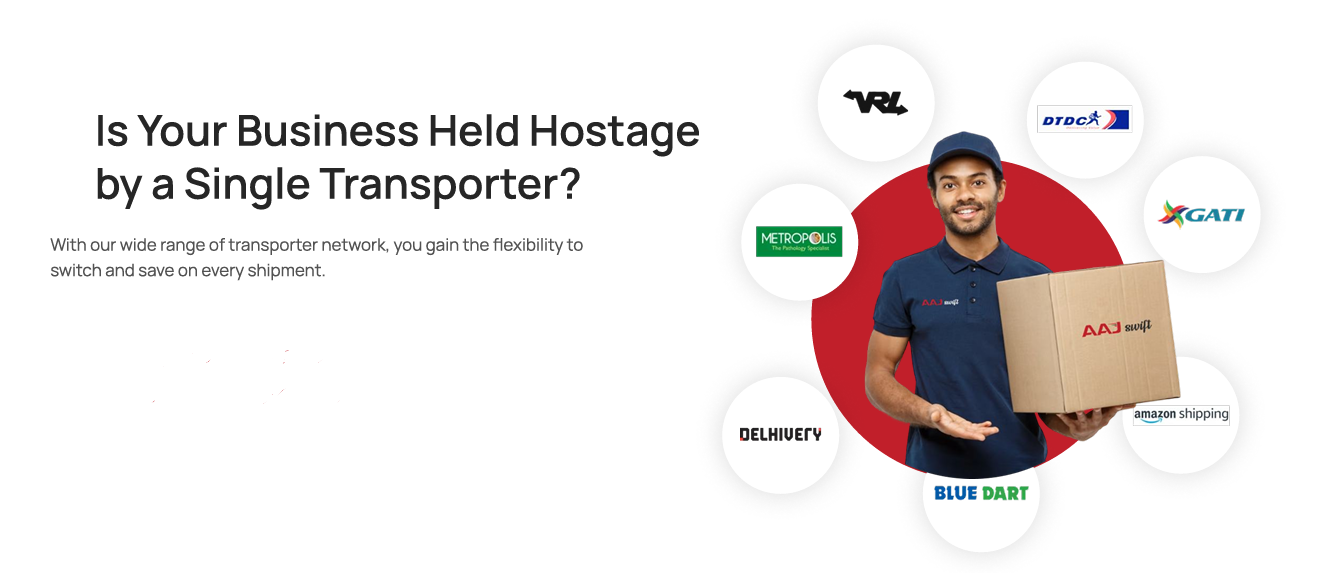 Is Your Business Held Hostage
by a Single Transporter?
With our wide range of transporter network, you gain the flexibility to
switch and save on every shipment.
VRL
DTDC
GATI
METROPOLIS
The Pathology Specialist
AAJ swift
AAJ swift
amazon shipping
DELHIVERY
BLUE DART